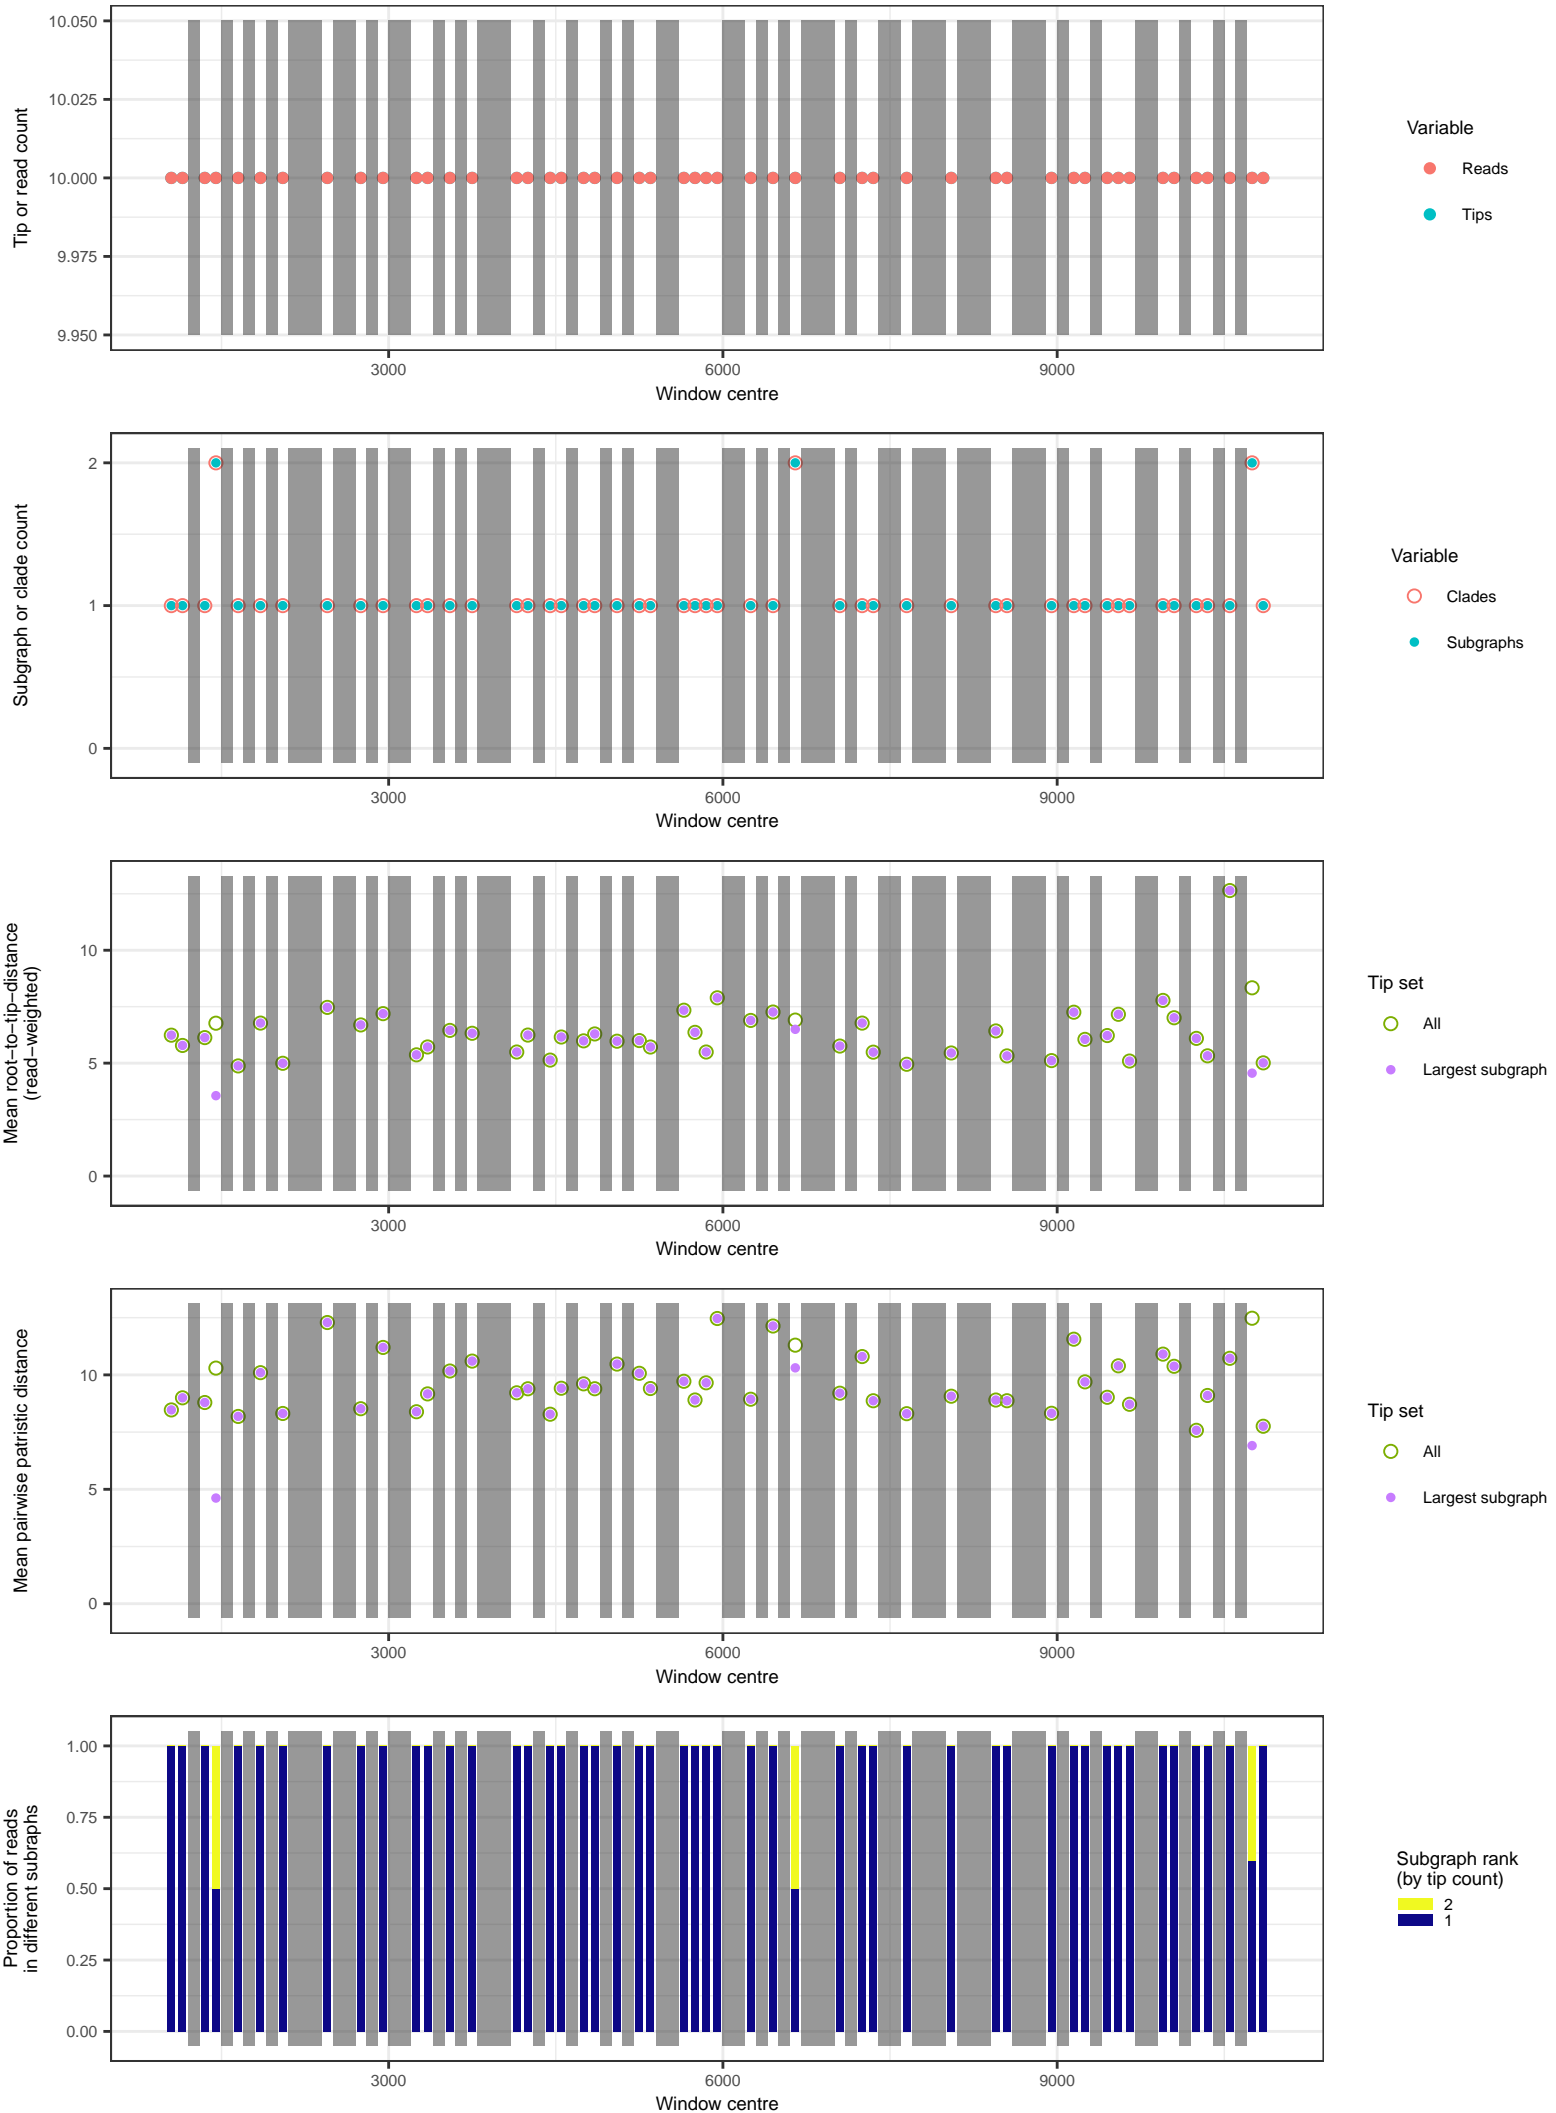 10.050
10.025
10.000
9.975
9.950
Tip or read count
3000
6000
9000
Window centre
Variable
Reads
Tips
2
1
0
Subgraph or clade count
3000
6000
9000
Window centre
Variable
Clades
Subgraphs
10
5
0
Mean root−to−tip−distance
(read−weighted)
3000
6000
9000
Window centre
Tip set
All
Largest subgraph
10
5
0
Mean pairwise patristic distance
3000
6000
9000
Window centre
Tip set
All
Largest subgraph
1.00
0.75
0.50
0.25
0.00
Proportion of reads
in different subraphs
3000
6000
9000
Window centre
Subgraph rank
(by tip count)
2
1